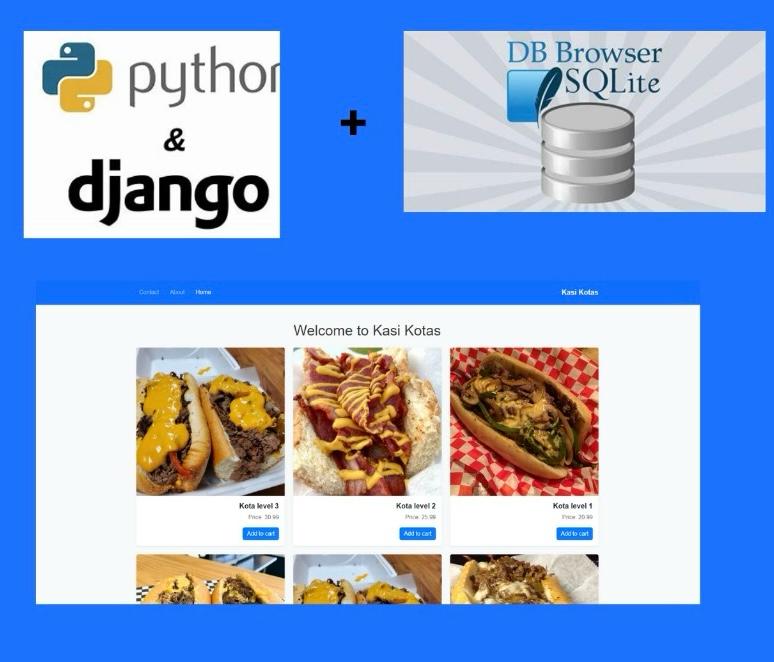 python
&
django
+
DB Browser
SQLite
Contact About Home Kasi Kotas
Welcome to Kasi Kotas
Kota level 3
Price: 30.99
Add to cart
Kota level 2
Price: 25.99
Add to cart
Kota level 1
Price: 20.99
Add to cart